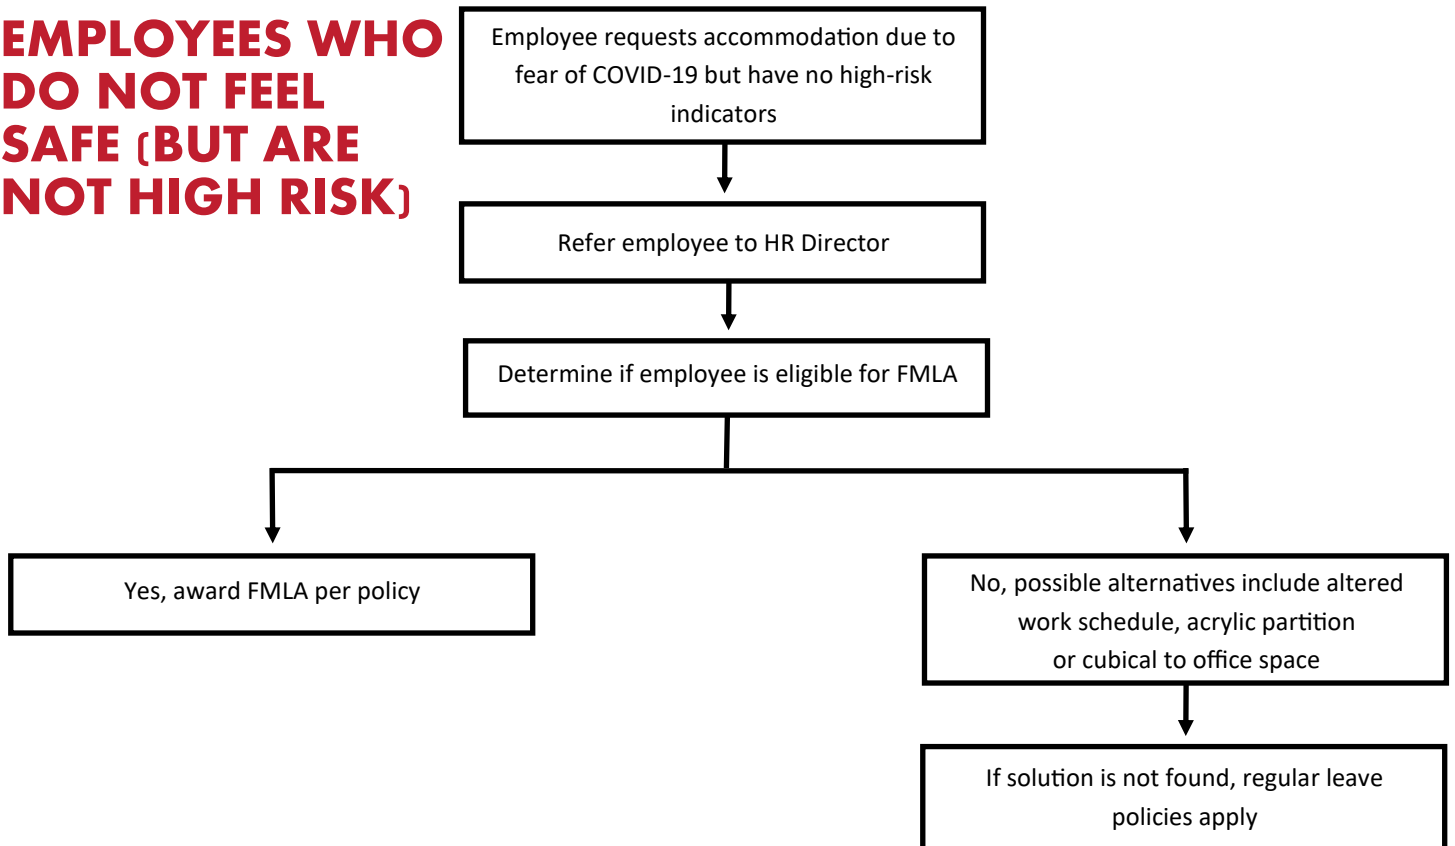 EMPLOYEES WHO
DO NOT FEEL
SAFE (BUT ARE
NOT HIGH RISK)
Employee requests accommodation due to
fear of COVID-19 but have no high-risk
indicators
Refer employee to HR Director
Determine if employee is eligible for FMLA
Yes, award FMLA per policy
No, possible alternatives include altered
work schedule, acrylic partition
or cubical to office space
If solution is not found, regular leave
policies apply